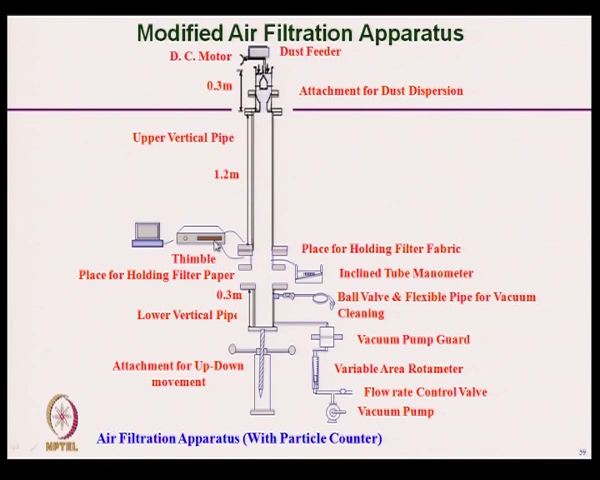 Modified Air Filtration Apparatus
D. C. Motor
Dust Feeder
0.3m
Attachment for Dust Dispersion
Upper Vertical Pipe
1.2m
Place for Holding Filter Fabric
Thimble
Place for Holding Filter Paper
Inclined Tube Manometer
0.3m
Ball Valve & Flexible Pipe for Vacuum
Cleaning
Lower Vertical Pipe
Vacuum Pump Guard
Attachment for Up-Down
movement
Variable Area Rotameter
Flow rate Control Valve
Vacuum Pump
Air Filtration Apparatus (With Particle Counter)
NPTEL
59